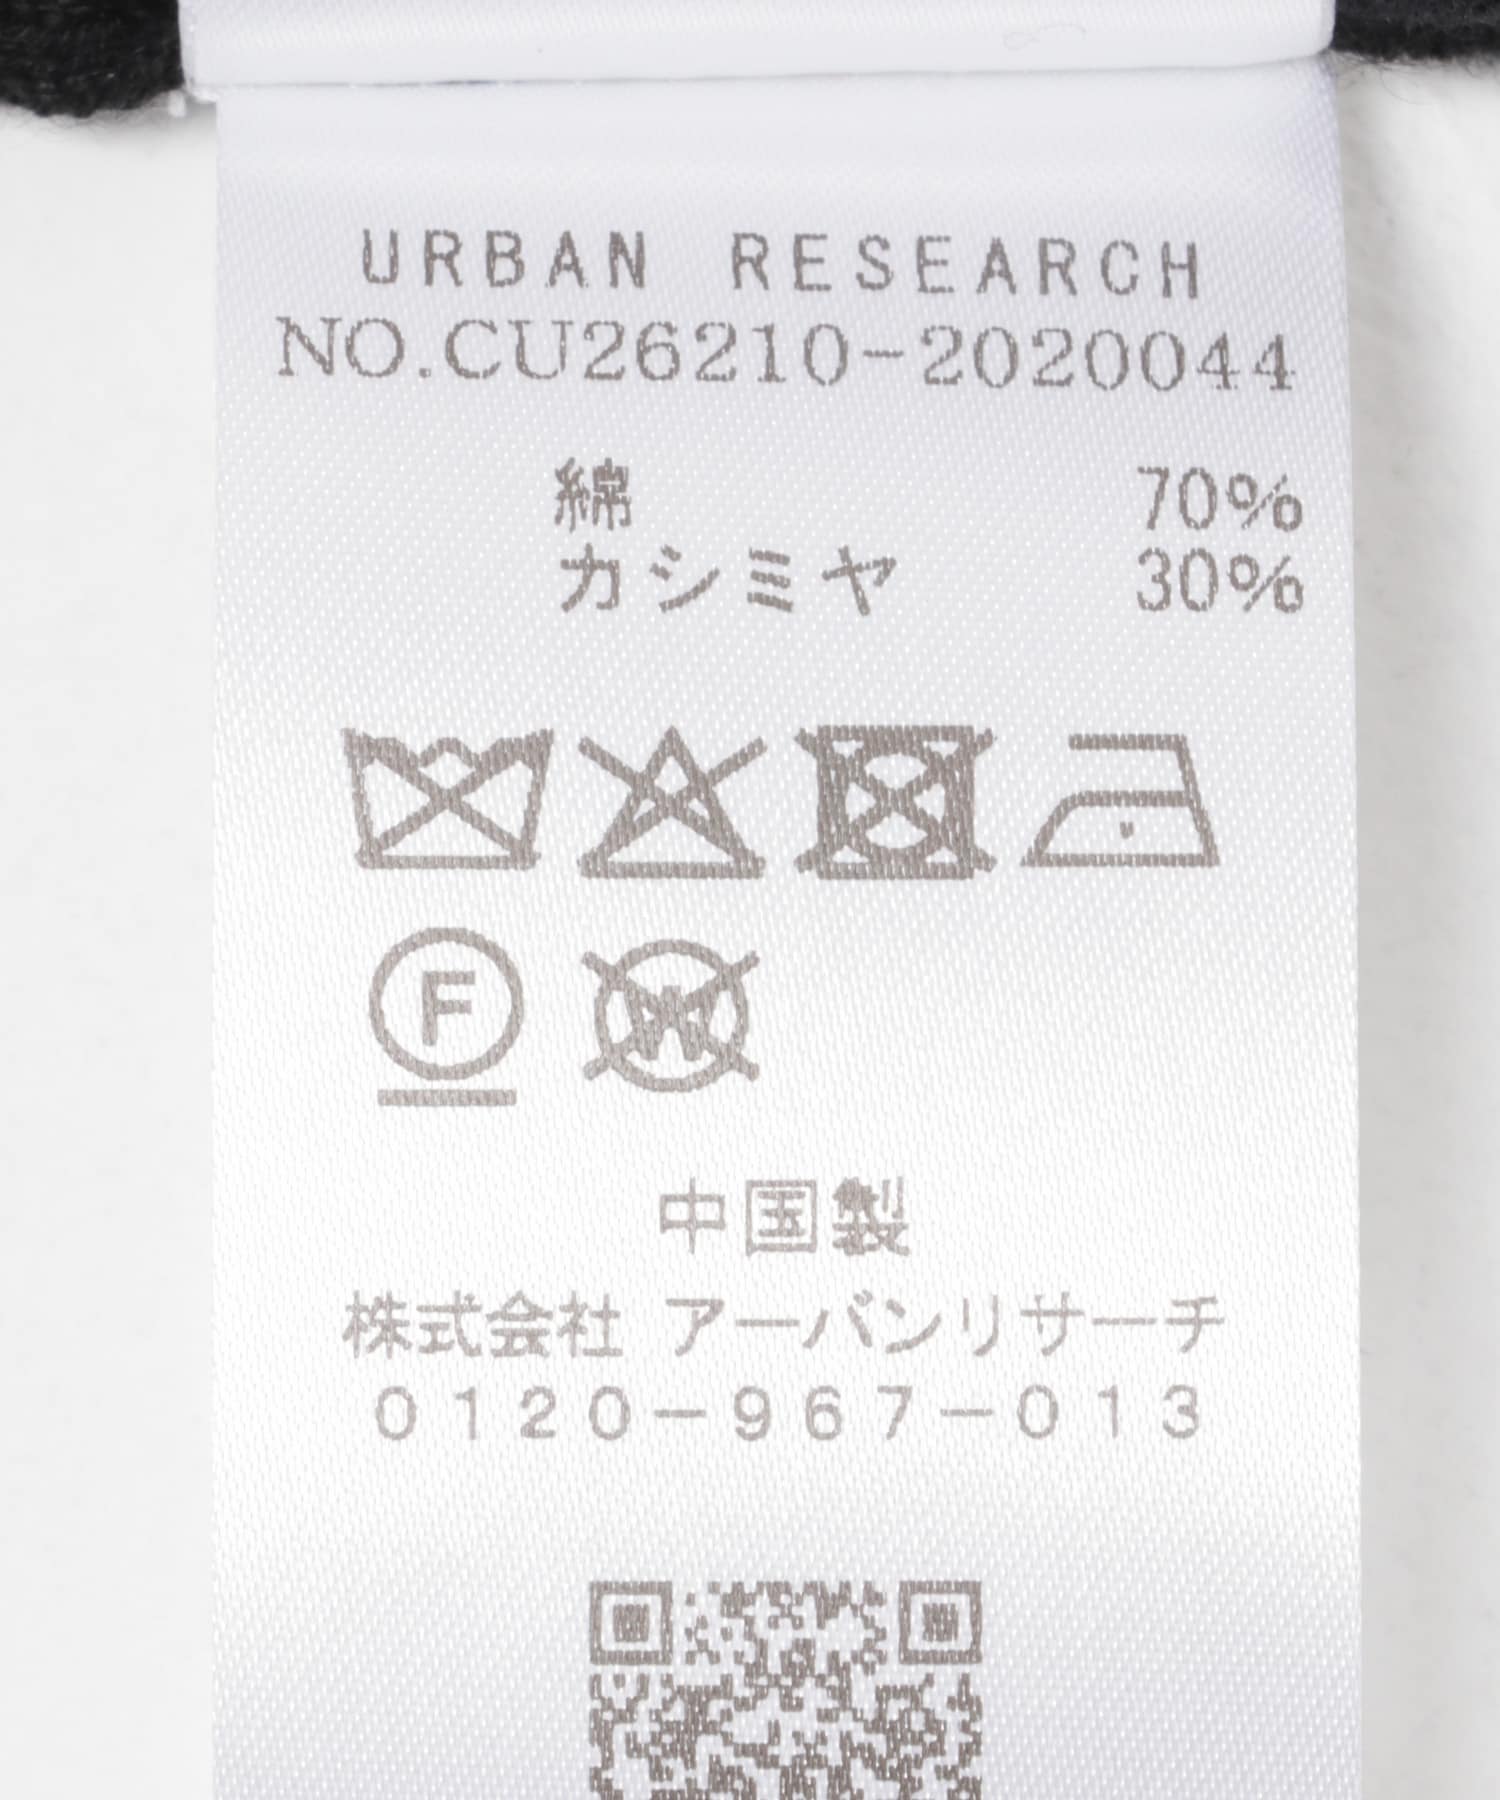 URBAN RESEARCH
NO.CU26210-2020044
綿 70%
カシミヤ 30%
F
W
中国製
株式会社 アーバンリサーチ
0120-967-013